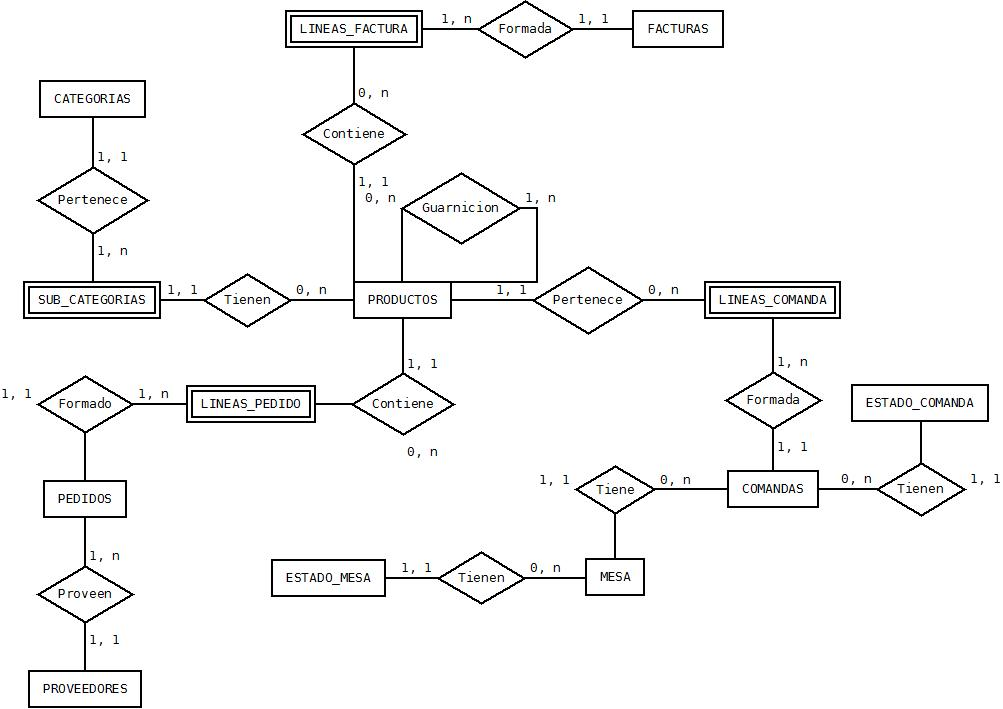 LINEAS_FACTURA
1, n
Formada
1, 1
FACTURAS
CATEGORIAS
0, n
Contiene
1, 1
1, 1
Pertenece
0, n
Guarnicion
1, n
1, n
SUB_CATEGORIAS
1, 1
Tienen
0, n
PRODUCTOS
1, 1
Pertenece
0, n
LINEAS_COMANDA
1, 1
1, n
1, 1
Formado
1, n
LINEAS_PEDIDO
Contiene
Formada
ESTADO_COMANDA
0, n
1, 1
PEDIDOS
1, 1
Tiene
0, n
COMANDAS
0, n
Tienen
1, 1
1, n
Proveen
ESTADO_MESA
1, 1
Tienen
0, n
MESA
1, 1
PROVEEDORES